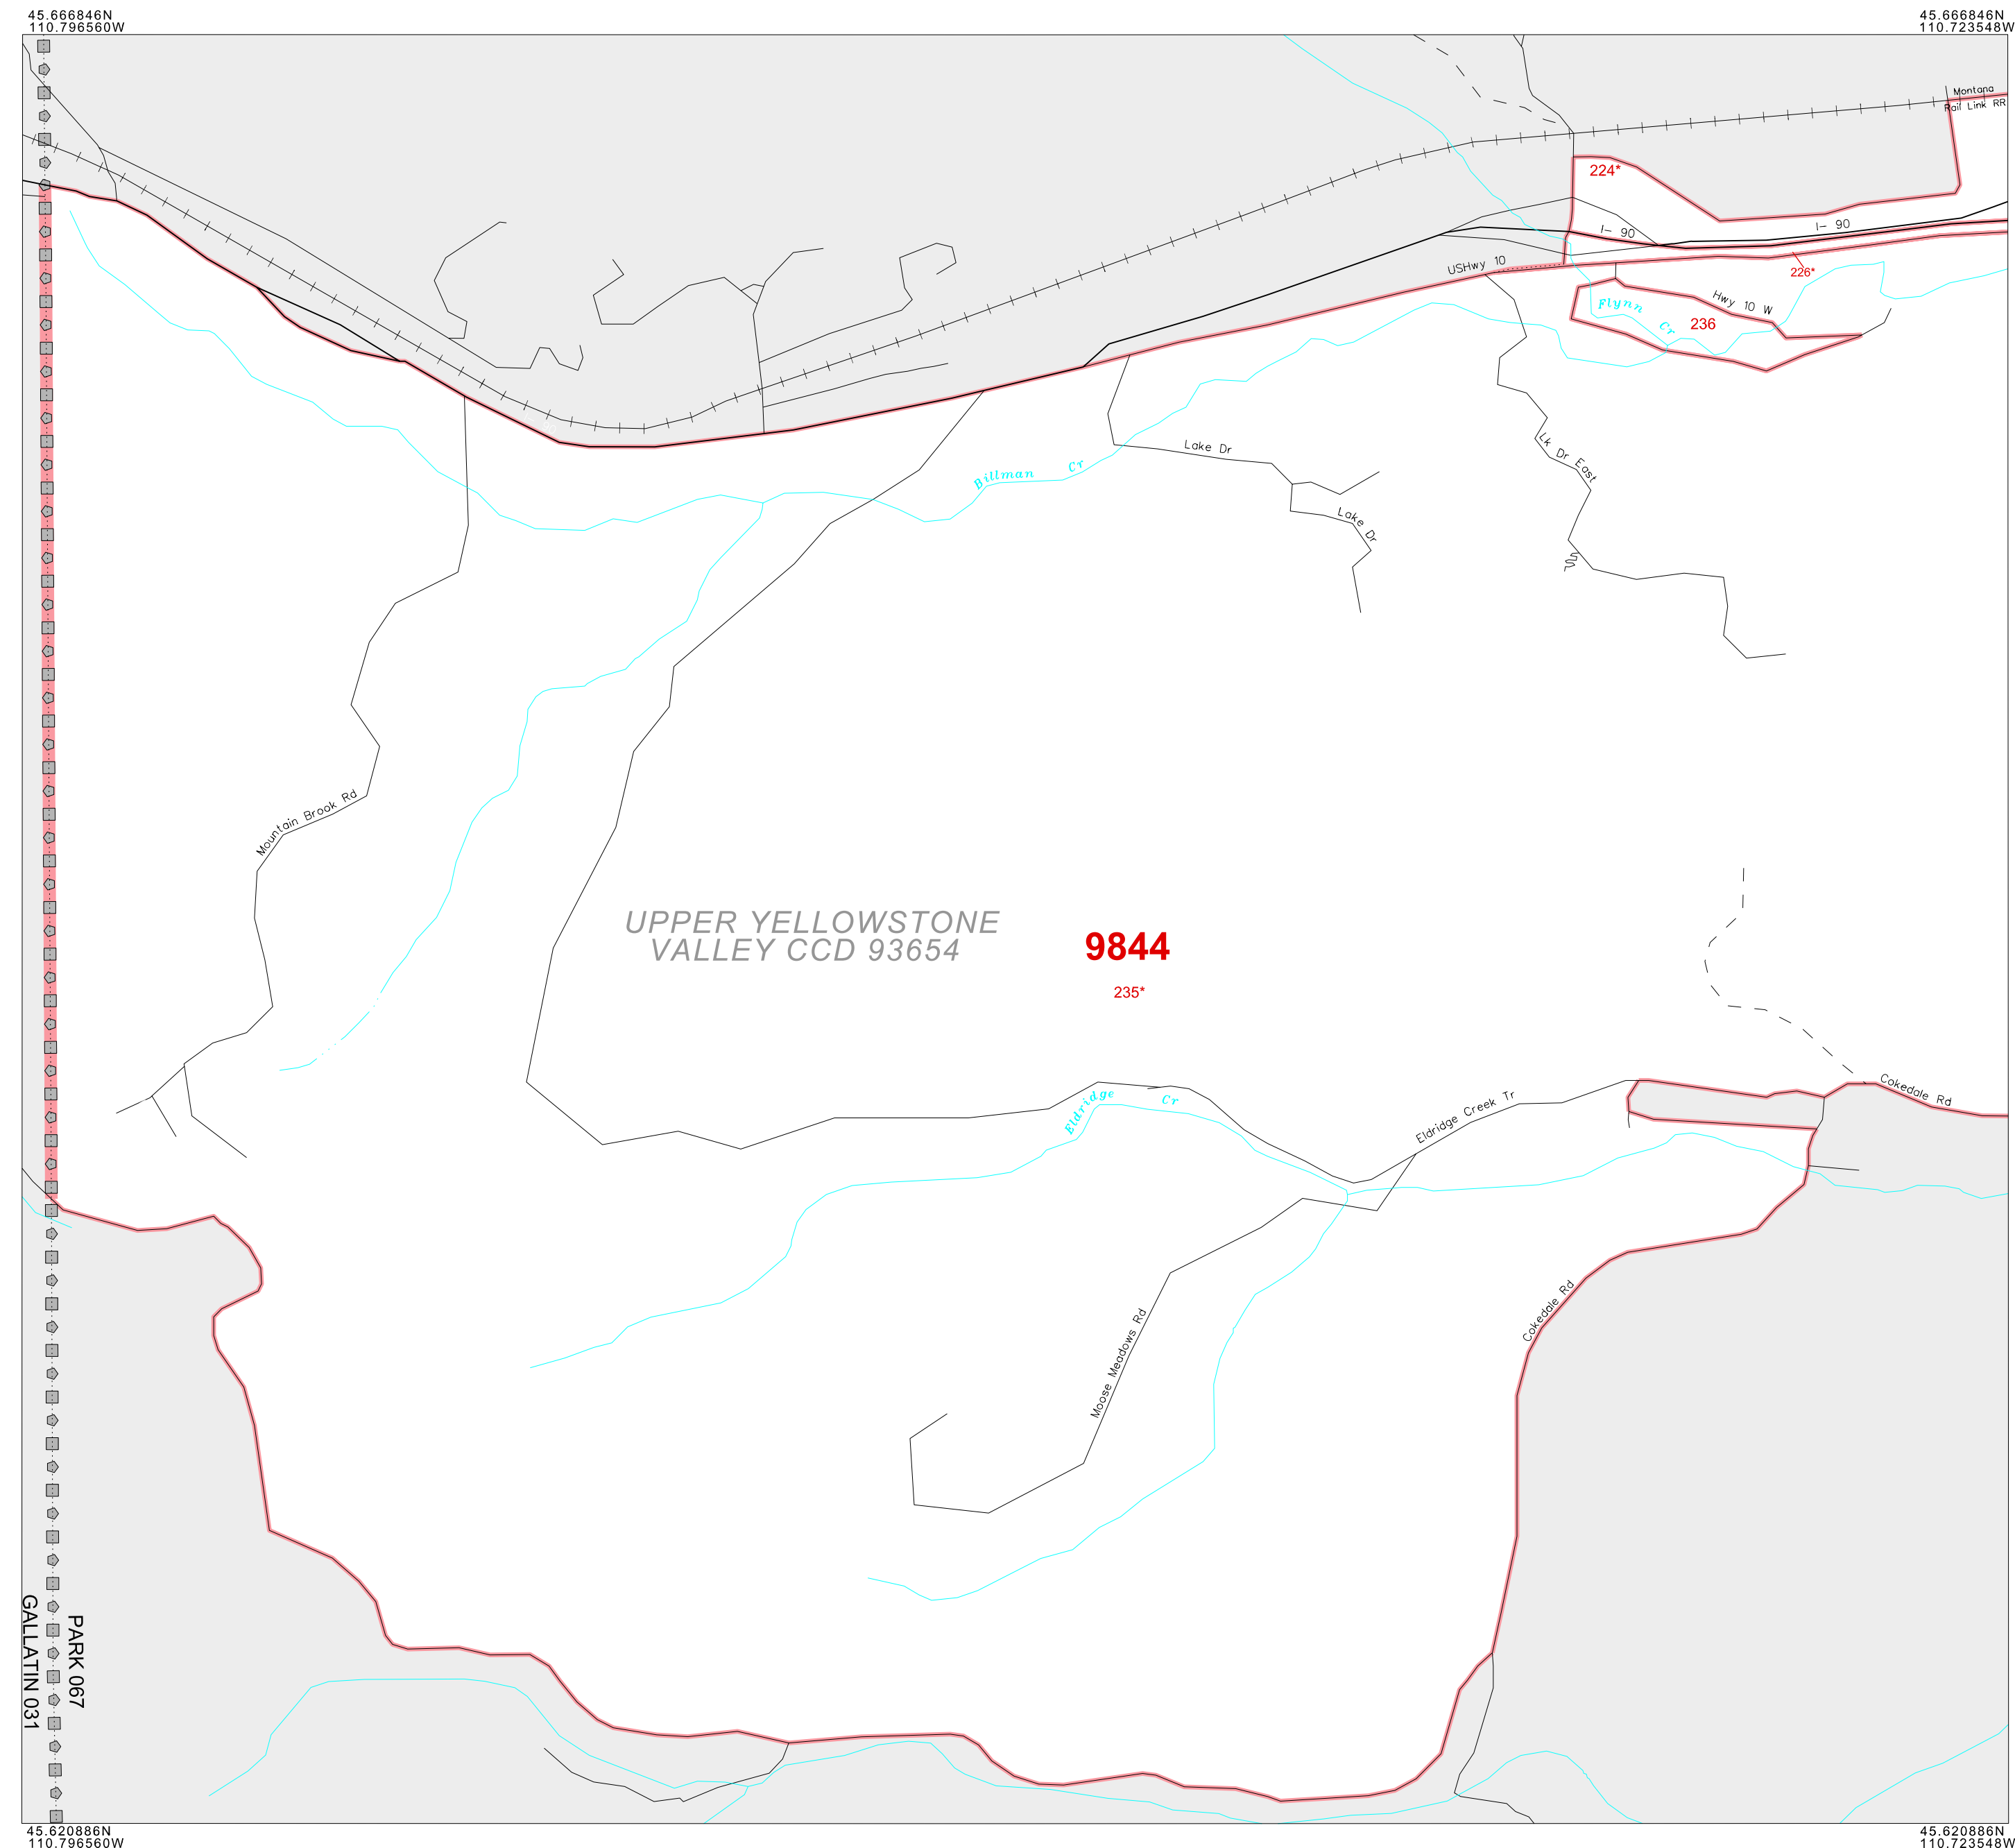 45.666846N
110.796560W
45.666846N
110.723548W
Montana
Rail Link RR
224*
I- 90
I- 90
USHwy 10
226*
Flynn
Cr
Hwy 10 W
236
Lake Dr
Lk Dr East
Billman Cr
Lake Dr
Mountain Brook Rd
UPPER YELLOWSTONE
VALLEY CCD 93654
9844
235*
Eldridge Cr
Eldridge Creek Tr
Cokedale Rd
Moose Meadows Rd
Cokedale Rd
PARK 067
GALLATIN 031
45.620886N
110.796560W
45.620886N
110.723548W